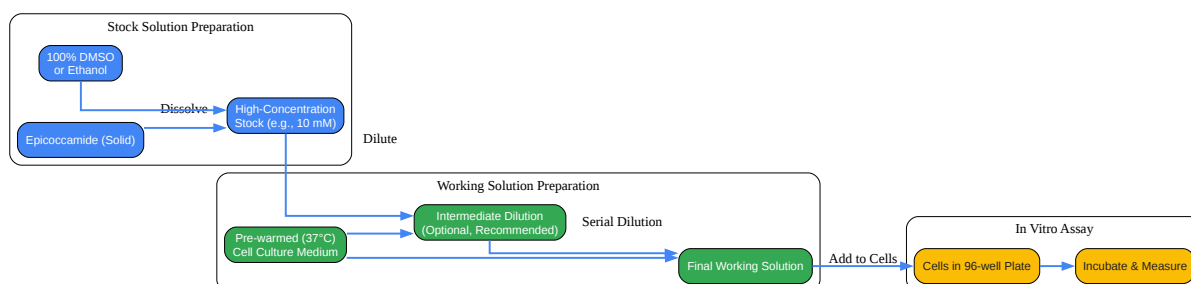 Stock Solution Preparation
100% DMSO
or Ethanol
Dissolve
High-Concentration
Stock (e.g., 10 mM)
Epicoccamide (Solid)
Dilute
Working Solution Preparation
Intermediate Dilution
(Optional, Recommended)
Serial Dilution
Pre-warmed (37°C)
Cell Culture Medium
Final Working Solution
Add to Cells
In Vitro Assay
Cells in 96-well Plate
Incubate & Measure